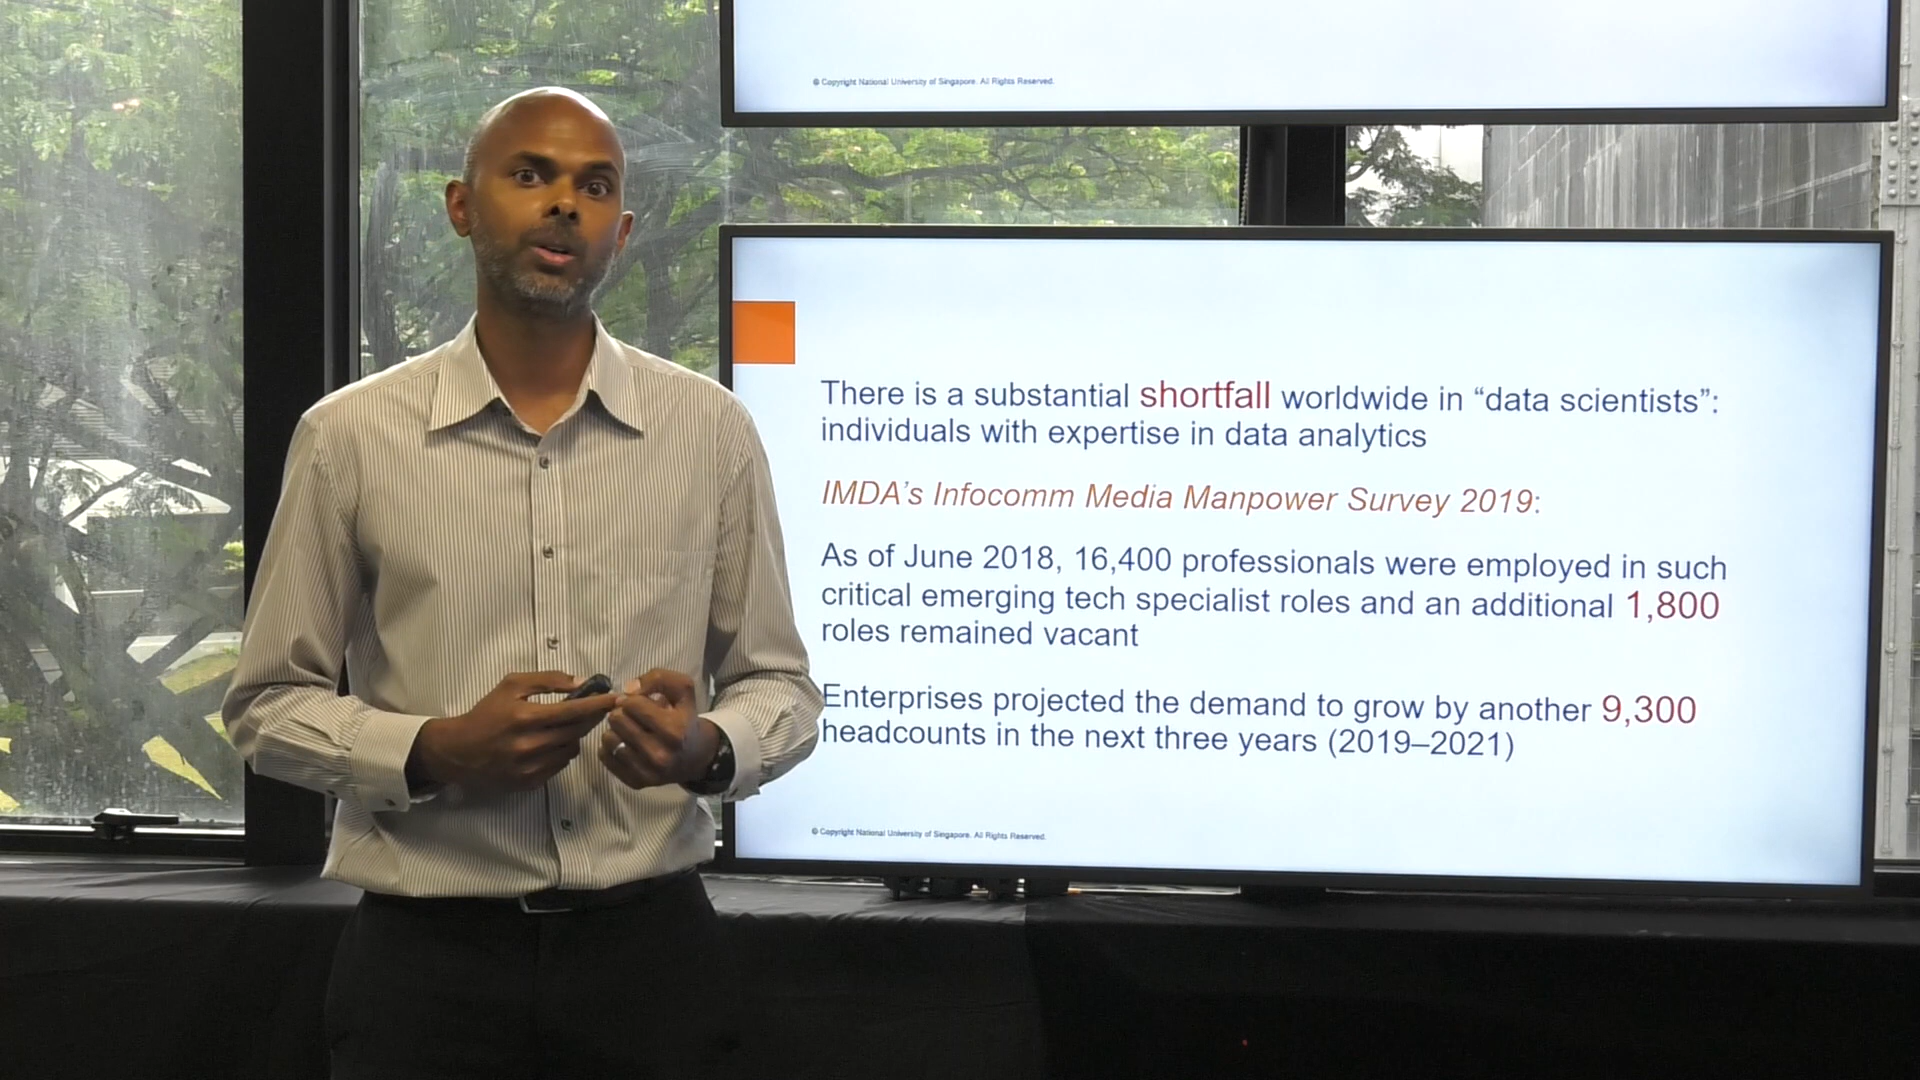 © Copyright National University of Singapore. All Rights Reserved.
There is a substantial shortfall worldwide in “data scientists”:
individuals with expertise in data analytics
IMDA’s Infocomm Media Manpower Survey 2019:
As of June 2018, 16,400 professionals were employed in such
critical emerging tech specialist roles and an additional 1,800
roles remained vacant
Enterprises projected the demand to grow by another 9,300
headcounts in the next three years (2019–2021)
© Copyright National University of Singapore. All Rights Reserved.